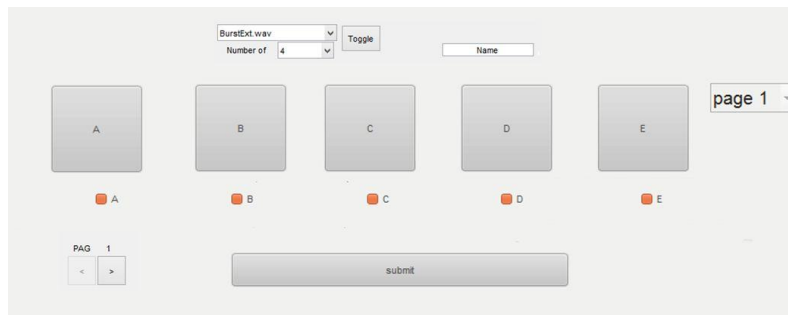 BurstExt.wav
Toggle
Number of 4
Name
page 1
A B C D E
A B C D E
PAG 1
< >
submit